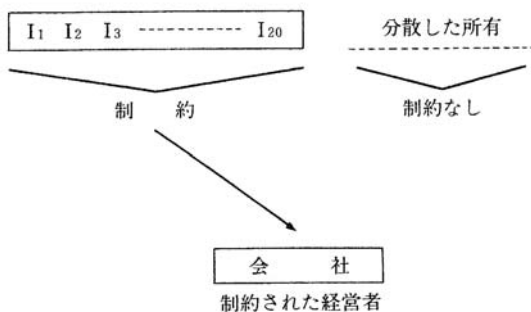 I₁ I₂ I₃ ---------- I₂₀
分散した所有
制 約
制約なし
会 社
制約された経営者